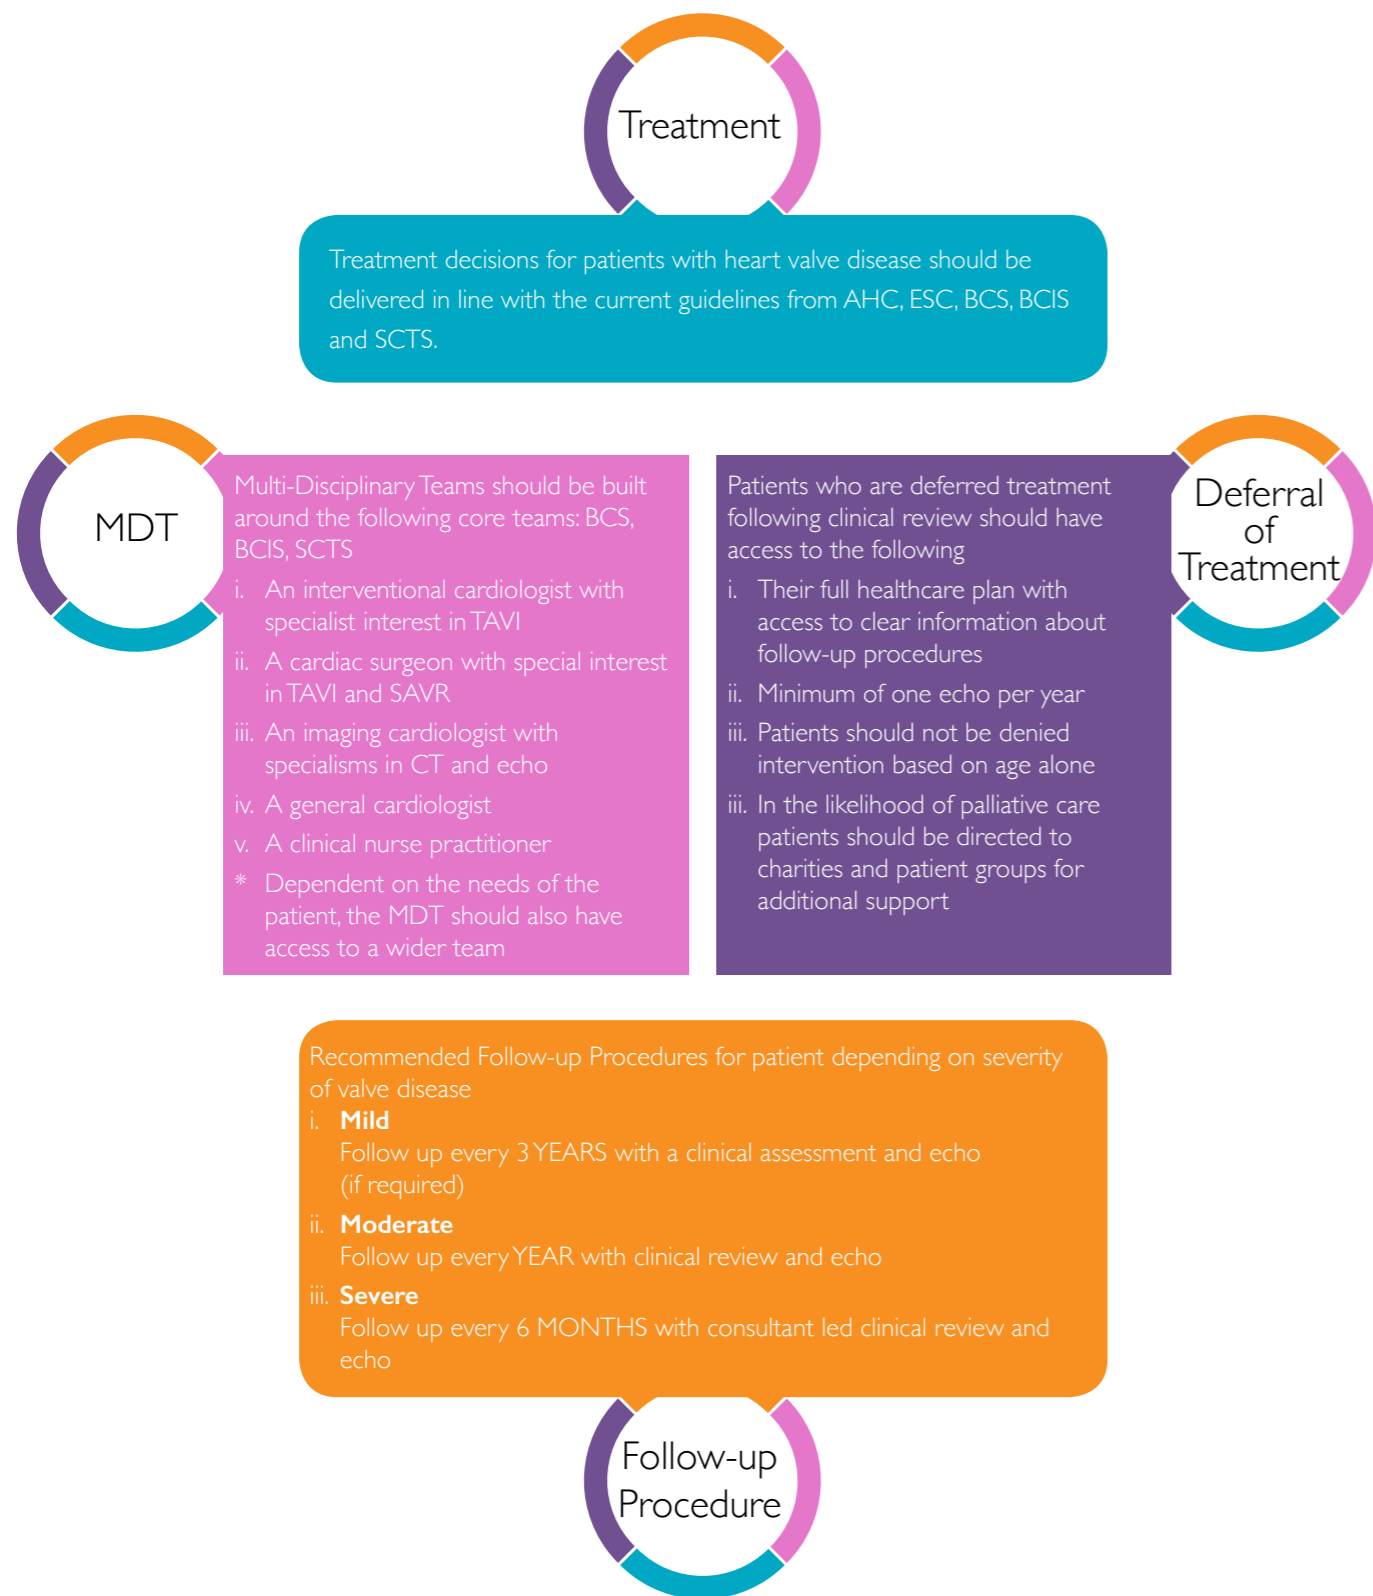 Treatment
Treatment decisions for patients with heart valve disease should be
delivered in line with the current guidelines from AHC, ESC, BCS, BCIS
and SCTS.
MDT
Multi-Disciplinary Teams should be built
around the following core teams: BCS,
BCIS, SCTS
i. An interventional cardiologist with
specialist interest in TAVI
ii. A cardiac surgeon with special interest
in TAVI and SAVR
iii. An imaging cardiologist with
specialisms in CT and echo
iv. A general cardiologist
v. A clinical nurse practitioner
* Dependent on the needs of the
patient, the MDT should also have
access to a wider team
Deferral
of
Treatment
Patients who are deferred treatment
following clinical review should have
access to the following
i. Their full healthcare plan with
access to clear information about
follow-up procedures
ii. Minimum of one echo per year
iii. Patients should not be denied
intervention based on age alone
iii. In the likelihood of palliative care
patients should be directed to
charities and patient groups for
additional support
Recommended Follow-up Procedures for patient depending on severity
of valve disease
i. Mild
Follow up every 3 YEARS with a clinical assessment and echo
(if required)
ii. Moderate
Follow up every YEAR with clinical review and echo
iii. Severe
Follow up every 6 MONTHS with consultant led clinical review and
echo
Follow-up
Procedure